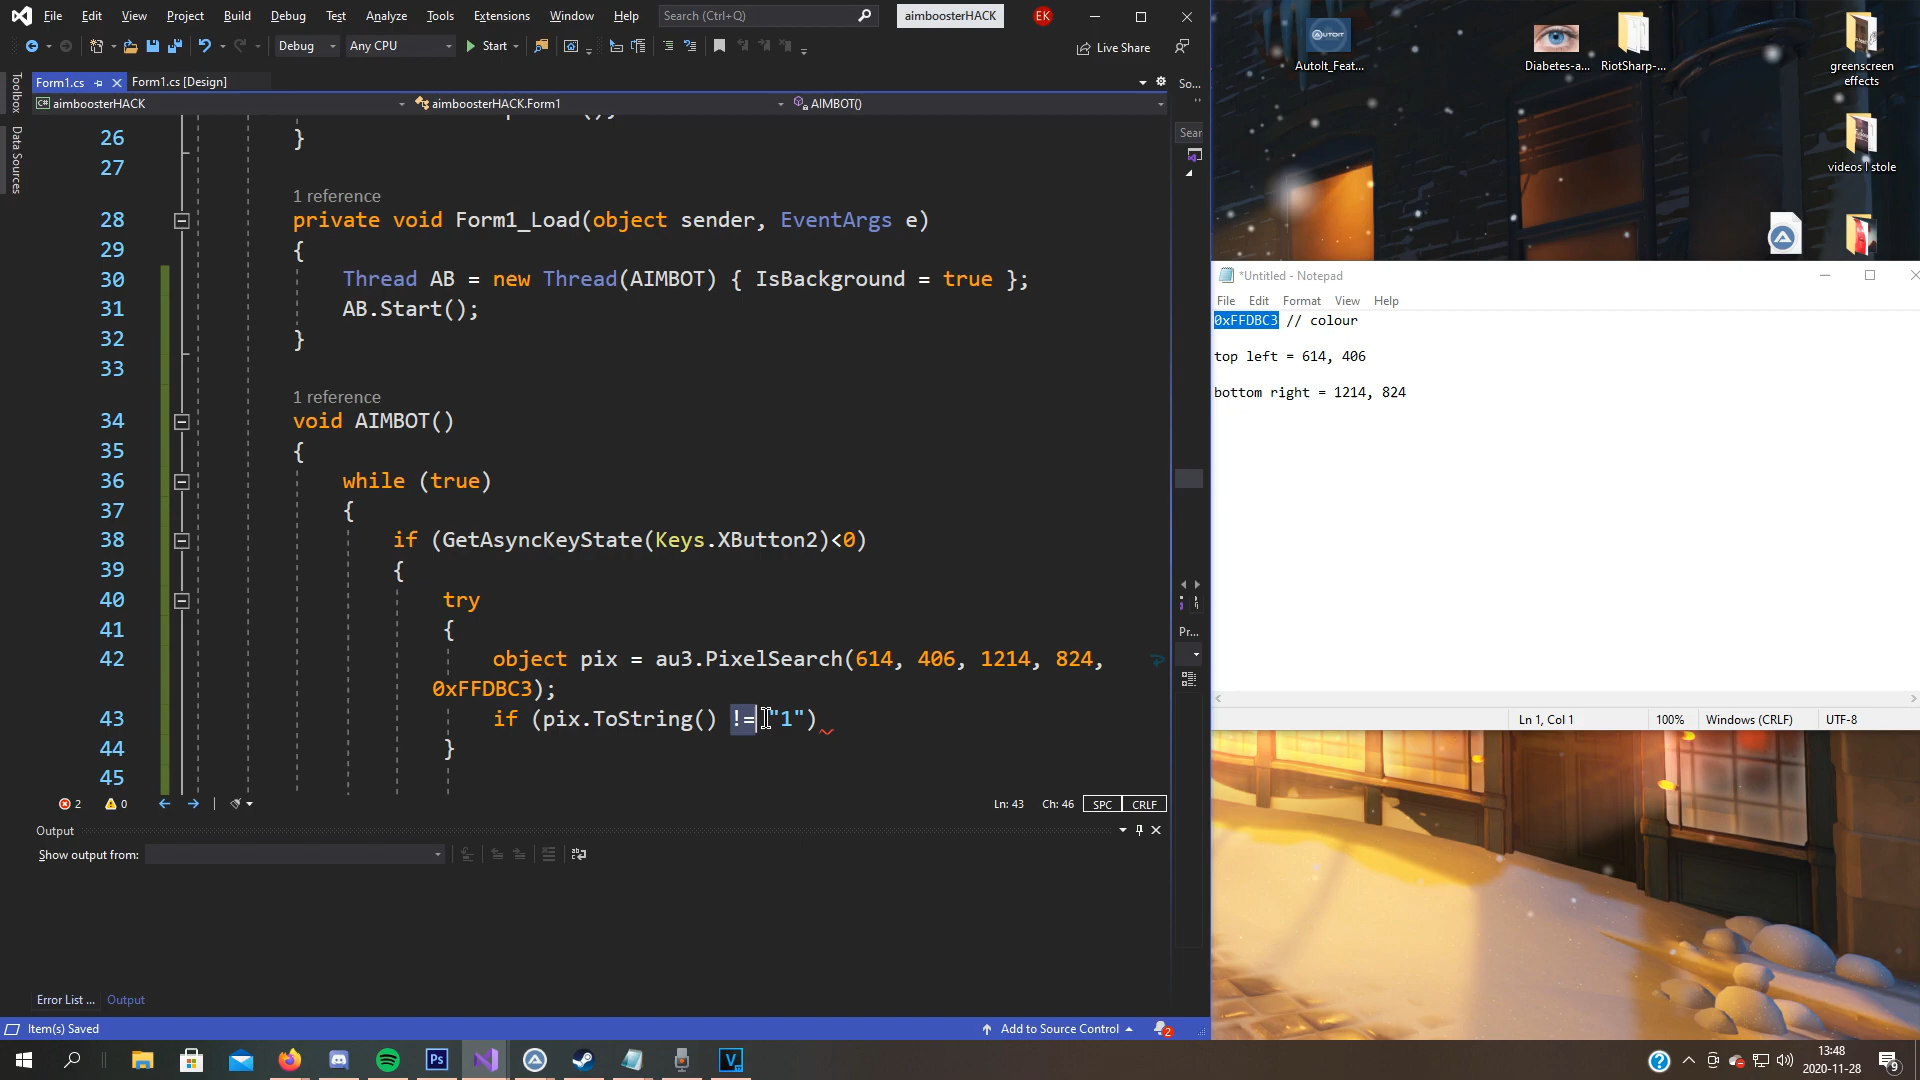 File Edit View Project Build Debug Test Analyze Tools Extensions Window Help Search (Ctrl+Q) aimboosterHACK EK
Debug Any CPU Start Live Share
Form1.cs Form1.cs [Design] So...
aimboosterHACK aimboosterHACK.Form1 AIMBOT()
Toolbox
Data Sources
Sear
26 }
27
1 reference
28 private void Form1_Load(object sender, EventArgs e)
29 {
30 Thread AB = new Thread(AIMBOT) { IsBackground = true };
31 AB.Start();
32 }
33
1 reference
34 void AIMBOT()
35 {
36 while (true)
37 {
38 if (GetAsyncKeyState(Keys.XButton2)<0)
39 {
40 try
41 {
42 object pix = au3.PixelSearch(614, 406, 1214, 824,
0xFFDBC3);
43 if (pix.ToString() != "1")
44 }
45
Pr...
2 0 Ln: 43 Ch: 46 SPC CRLF
Output
Show output from:
Error List ... Output
Item(s) Saved Add to Source Control 2
AutoIt_Feat...
Diabetes-a...
RiotSharp-...
greenscreen
effects
videos I stole
*Untitled - Notepad
File Edit Format View Help
0xFFDBC3 // colour
top left = 614, 406
bottom right = 1214, 824
Ln 1, Col 1 100% Windows (CRLF) UTF-8
Ps V
13:48
2020-11-28
9